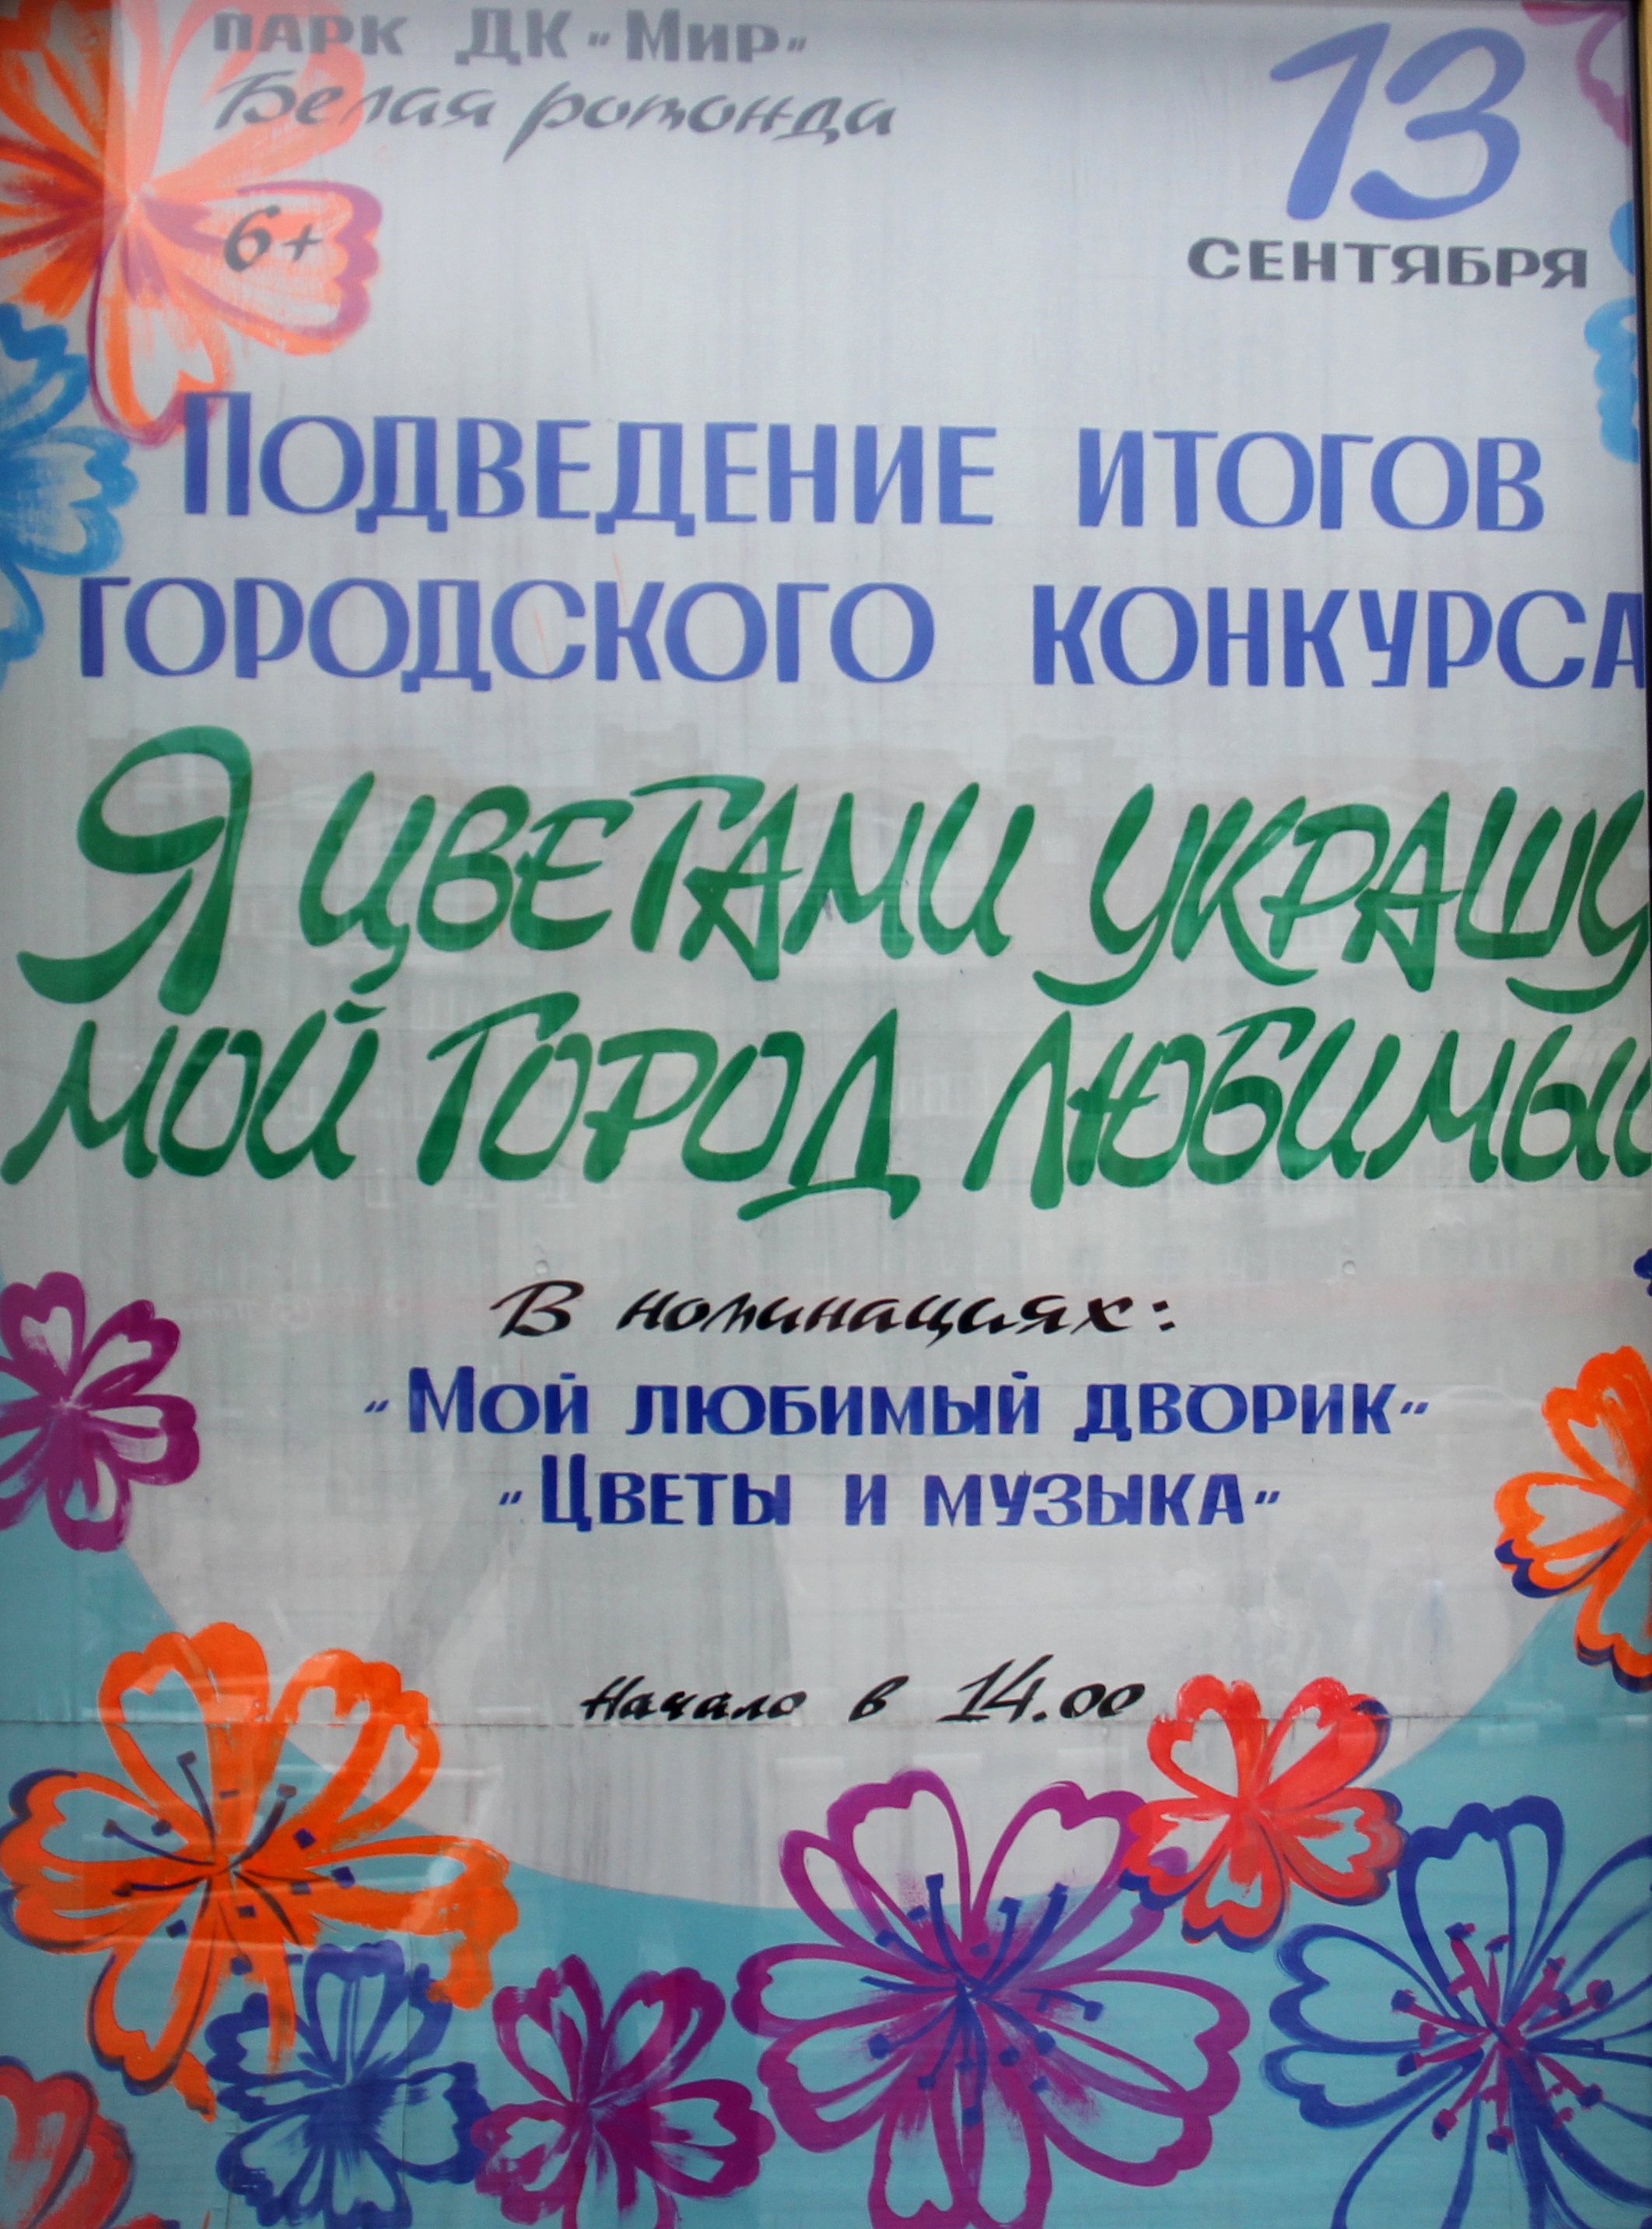 ПАРК ДК "Мир"
Белая ротонда
13
СЕНТЯБРЯ
6+
Подведение итогов
городского конкурса
Я ЦВЕТАМИ УКРАШУ
МОЙ ГОРОД ЛЮБИМЫЙ
В номинациях:
"Мой любимый дворик"
"Цветы и музыка"
Начало в 14.00